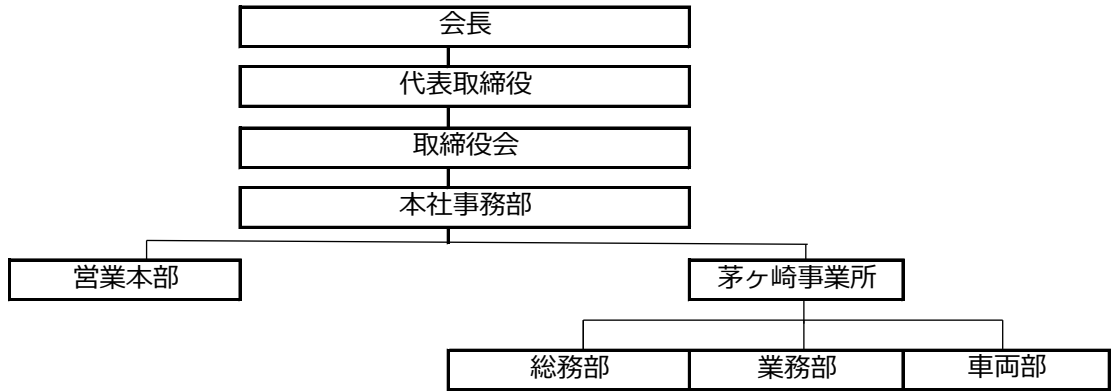 会長
代表取締役
取締役会
本社事務部
営業本部
茅ヶ崎事業所
総務部
業務部
車両部